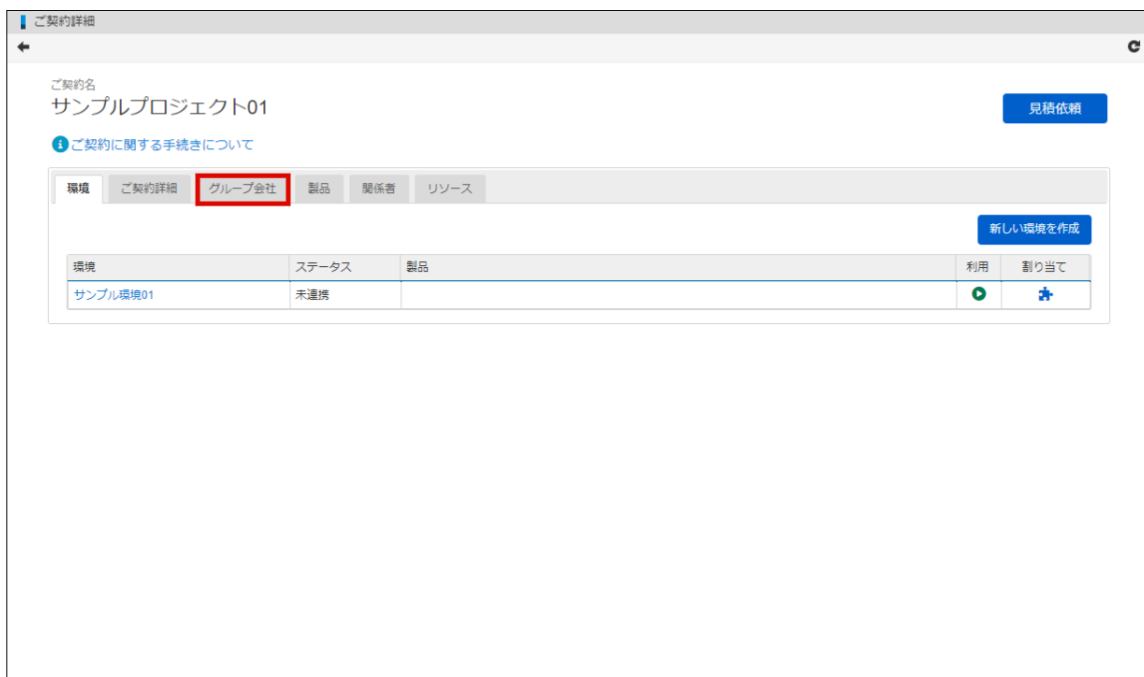 ご契約詳細
ご契約名
サンプルプロジェクト01
見積依頼
ご契約に関する手続きについて
環境 ご契約詳細 グループ会社 製品 関係者 リソース
新しい環境を作成
環境 ステータス 製品 利用 割り当て
サンプル環境01 未連携